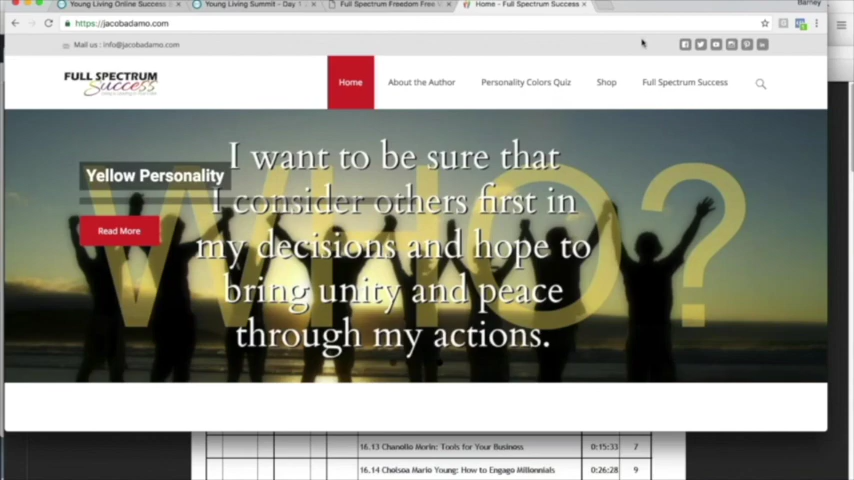 Young Living Online Success S
Young Living Summit - Day 1
Full Spectrum Freedom Free V
Home - Full Spectrum Success
Barney
https://jacobadamo.com
Mail us : info@jacobadamo.com
FULL SPECTRUM
Success
Home
About the Author
Personality Colors Quiz
Shop
Full Spectrum Success
WHO?
Yellow Personality
Read More
I want to be sure that
I consider others first in
my decisions and hope to
bring unity and peace
through my actions.
16.13 Chanelle Morin: Tools for Your Business 0:15:33 7
16.14 Chelsea Marie Young: How to Engage Millennials 0:26:28 9